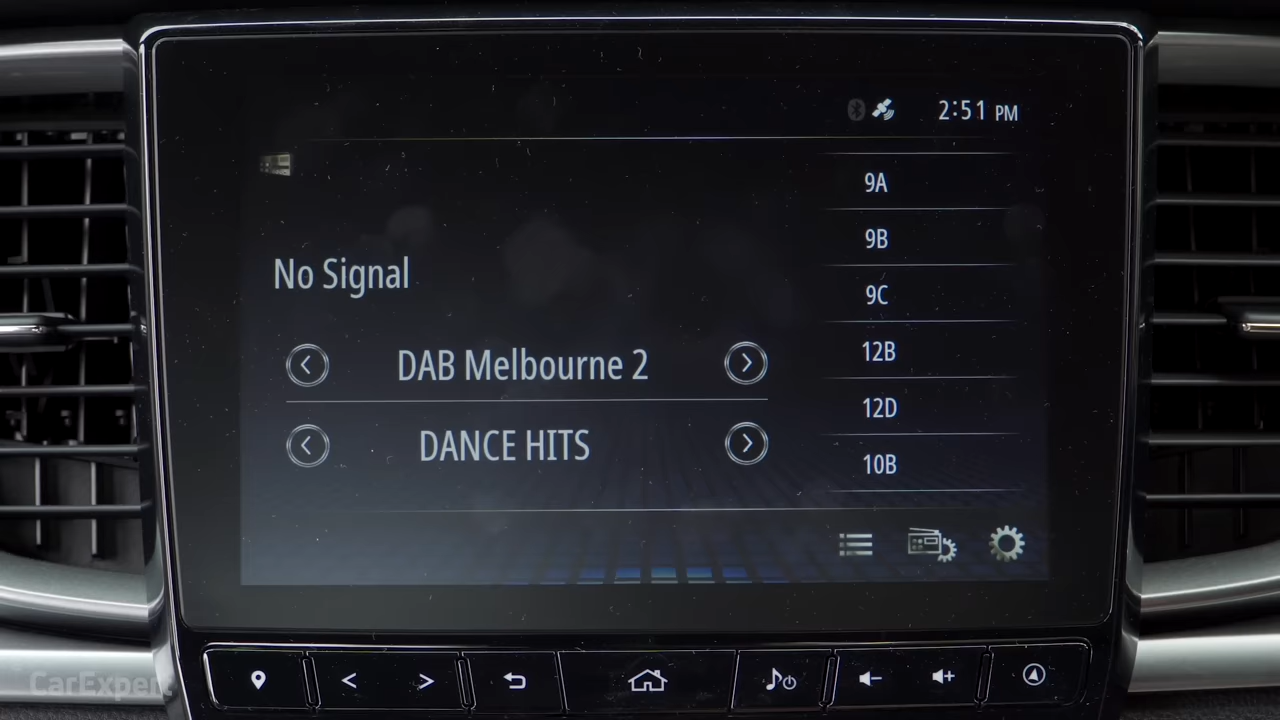 2:51 PM
No Signal
DAB Melbourne 2
DANCE HITS
9A
9B
9C
12B
12D
10B
CarExpert